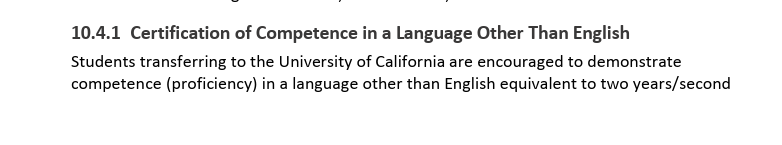 10.4.1 Certification of Competence in a Language Other Than English
Students transferring to the University of California are encouraged to demonstrate
competence (proficiency) in a language other than English equivalent to two years/second